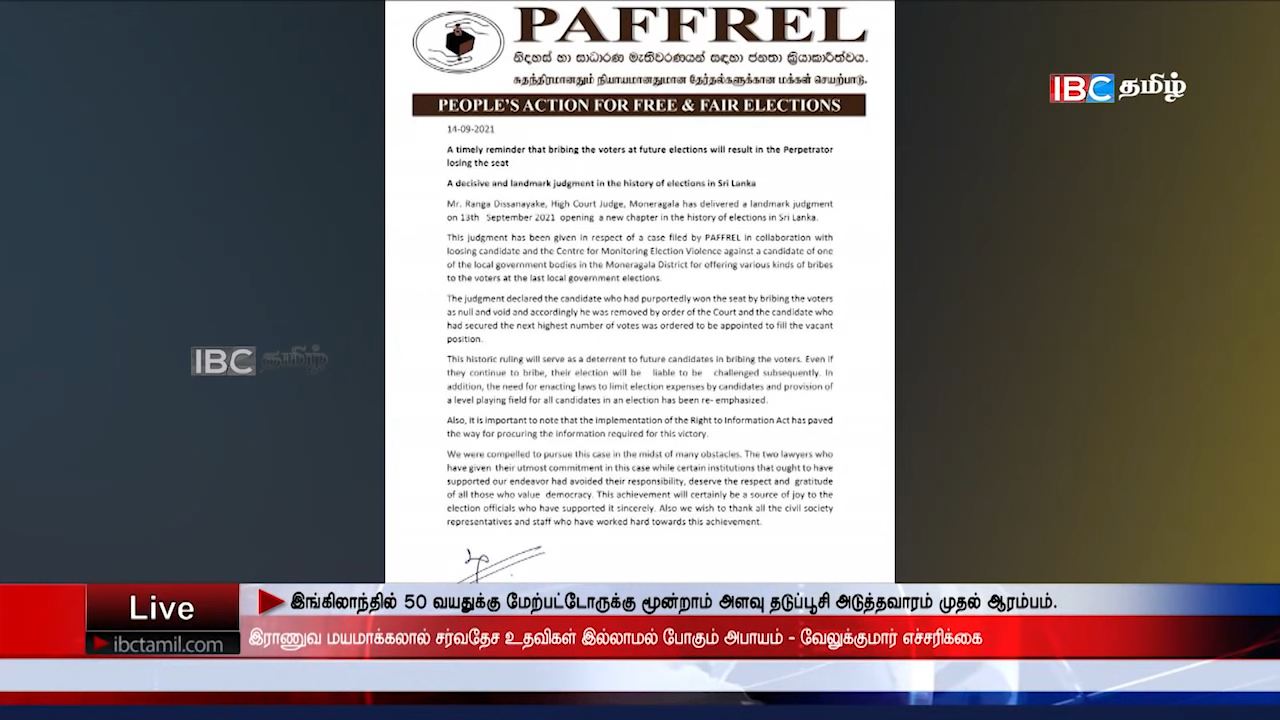 PAFFREL
නිදහස් හා සාධාරණ මැතිවරණයන් සඳහා ජනතා ක්‍රියාකාරීත්වය.
சுதந்திரமானதும் நியாயமானதுமான தேர்தல்களுக்கான மக்கள் செயற்பாடு.
PEOPLE'S ACTION FOR FREE & FAIR ELECTIONS
IBC தமிழ்
14-09-2021
A timely reminder that bribing the voters at future elections will result in the Perpetrator
losing the seat
A decisive and landmark judgment in the history of elections in Sri Lanka
Mr. Ranga Dissanayake, High Court Judge, Moneragala has delivered a landmark judgment
on 13th September 2021 opening a new chapter in the history of elections in Sri Lanka.
This judgment has been given in respect of a case filed by PAFFREL in collaboration with
loosing candidate and the Centre for Monitoring Election Violence against a candidate of one
of the local government bodies in the Moneragala District for offering various kinds of bribes
to the voters at the last local government elections.
The judgment declared the candidate who had purportedly won the seat by bribing the voters
as null and void and accordingly he was removed by order of the Court and the candidate who
had secured the next highest number of votes was ordered to be appointed to fill the vacant
position.
This historic ruling will serve as a deterrent to future candidates in bribing the voters. Even if
they continue to bribe, their election will be liable to be challenged subsequently. In
addition, the need for enacting laws to limit election expenses by candidates and provision of
a level playing field for all candidates in an election has been re- emphasized.
Also, it is important to note that the implementation of the Right to Information Act has paved
the way for procuring the information required for this victory.
We were compelled to pursue this case in the midst of many obstacles. The two lawyers who
have given their utmost commitment in this case while certain institutions that ought to have
supported our endeavor had avoided their responsibility, deserve the respect and gratitude
of all those who value democracy. This achievement will certainly be a source of joy to the
election officials who have supported it sincerely. Also we wish to thank all the civil society
representatives and staff who have worked hard towards this achievement.
IBC தமிழ்
Live
இங்கிலாந்தில் 50 வயதுக்கு மேற்பட்டோருக்கு மூன்றாம் அளவு தடுப்பூசி அடுத்தவாரம் முதல் ஆரம்பம்.
ibctamil.com
இராணுவ மயமாக்கலால் சர்வதேச உதவிகள் இல்லாமல் போகும் அபாயம் - வேலுக்குமார் எச்சரிக்கை